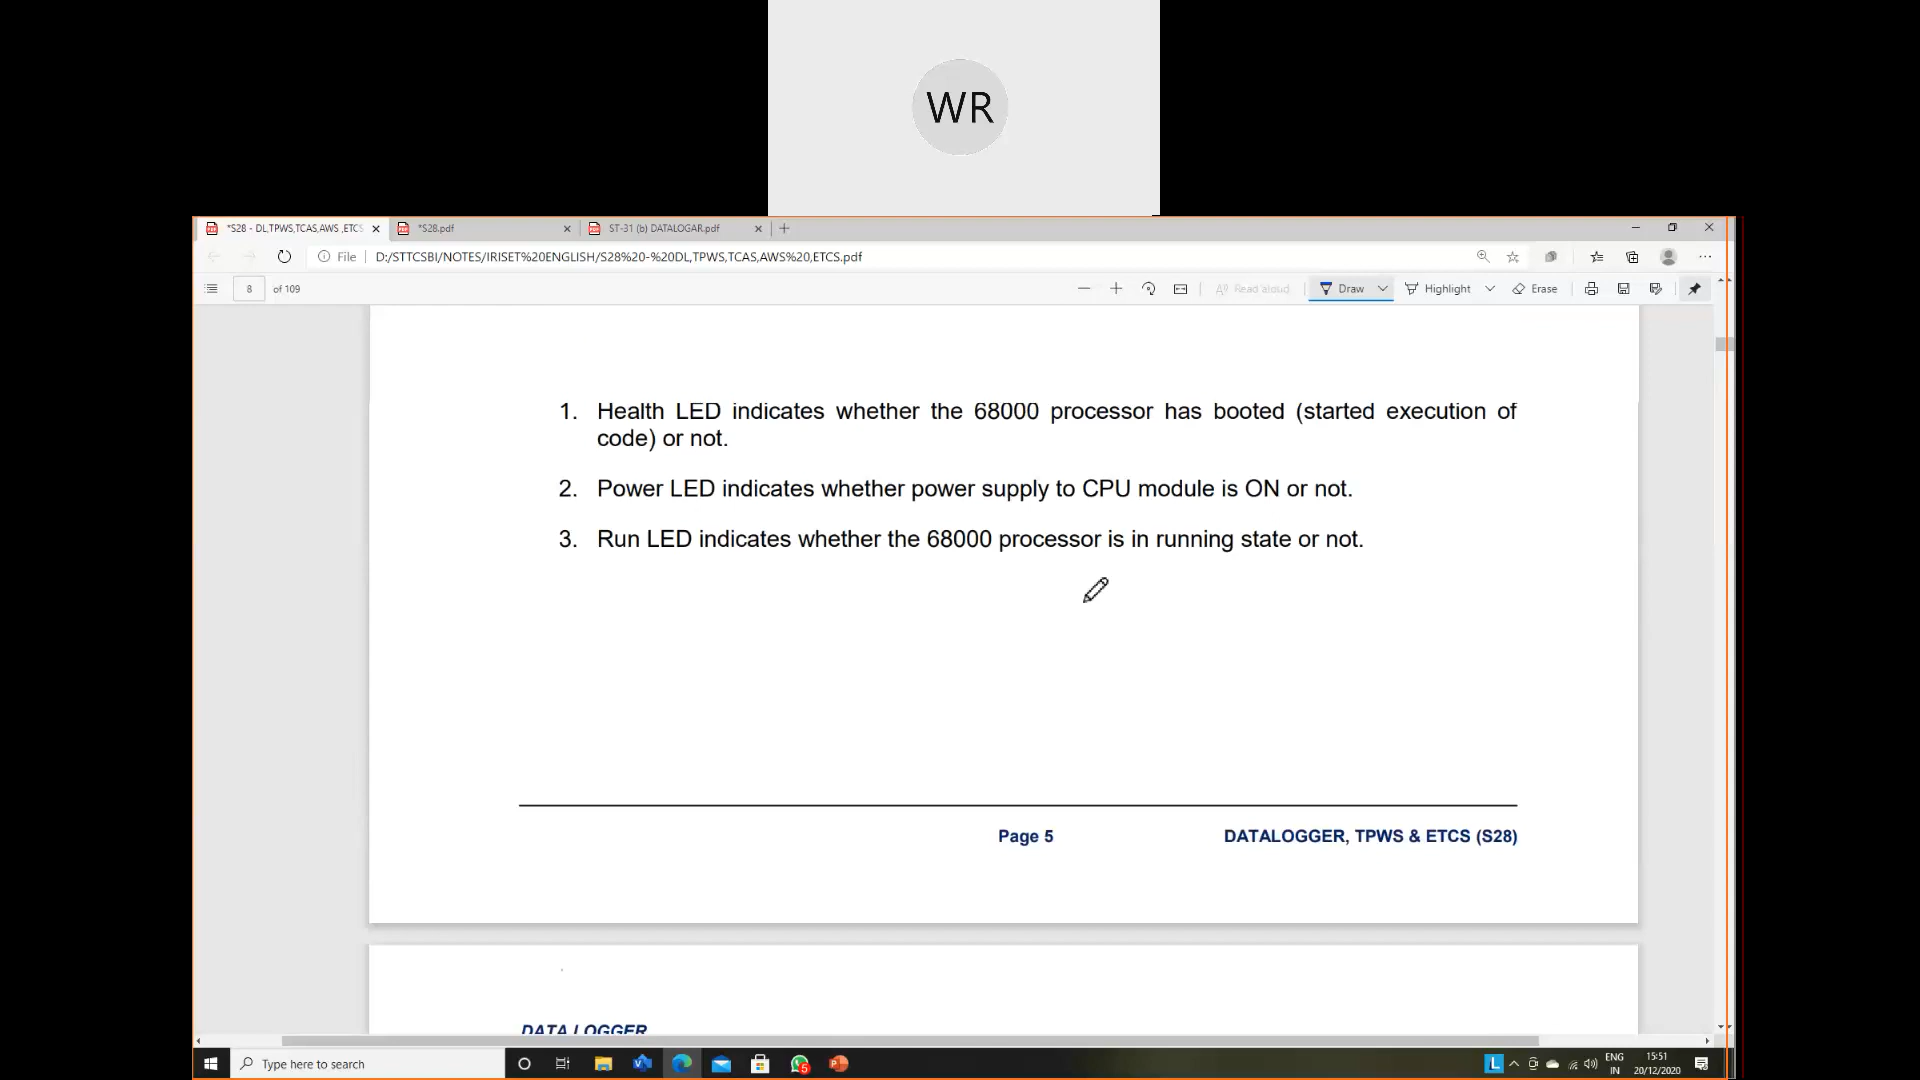 WR
*S28 - DL,TPWS,TCAS,AWS ,ETCS
*S28.pdf
ST-31 (b) DATALOGAR.pdf
File D:/STTCSBI/NOTES/IRISET%20ENGLISH/S28%20-%20DL,TPWS,TCAS,AWS%20,ETCS.pdf
8 of 109
Read aloud Draw Highlight Erase
1. Health LED indicates whether the 68000 processor has booted (started execution of
code) or not.
2. Power LED indicates whether power supply to CPU module is ON or not.
3. Run LED indicates whether the 68000 processor is in running state or not.
Page 5 DATALOGGER, TPWS & ETCS (S28)
DATA LOGGER
Type here to search
5
L
ENG
IN
15:51
20/12/2020